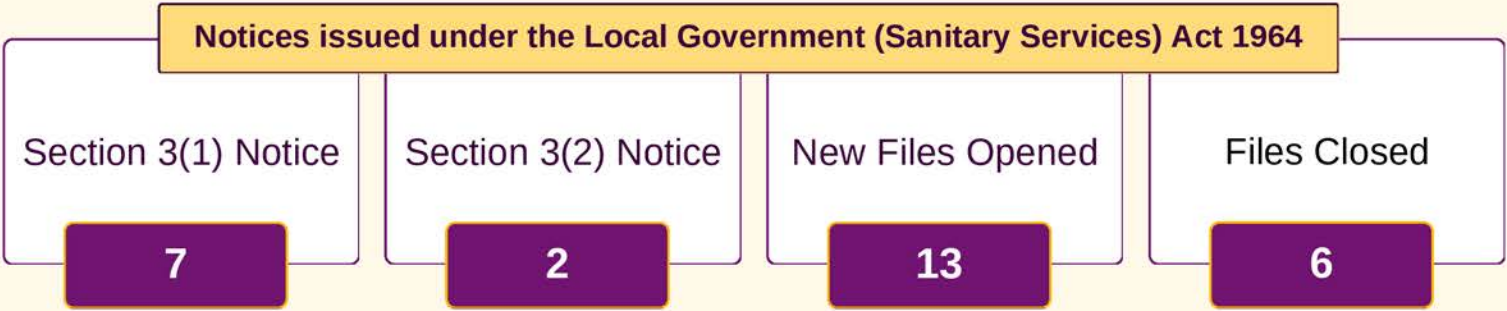 Notices issued under the Local Government (Sanitary Services) Act 1964
Section 3(1) Notice
7
Section 3(2) Notice
2
New Files Opened
13
Files Closed
6